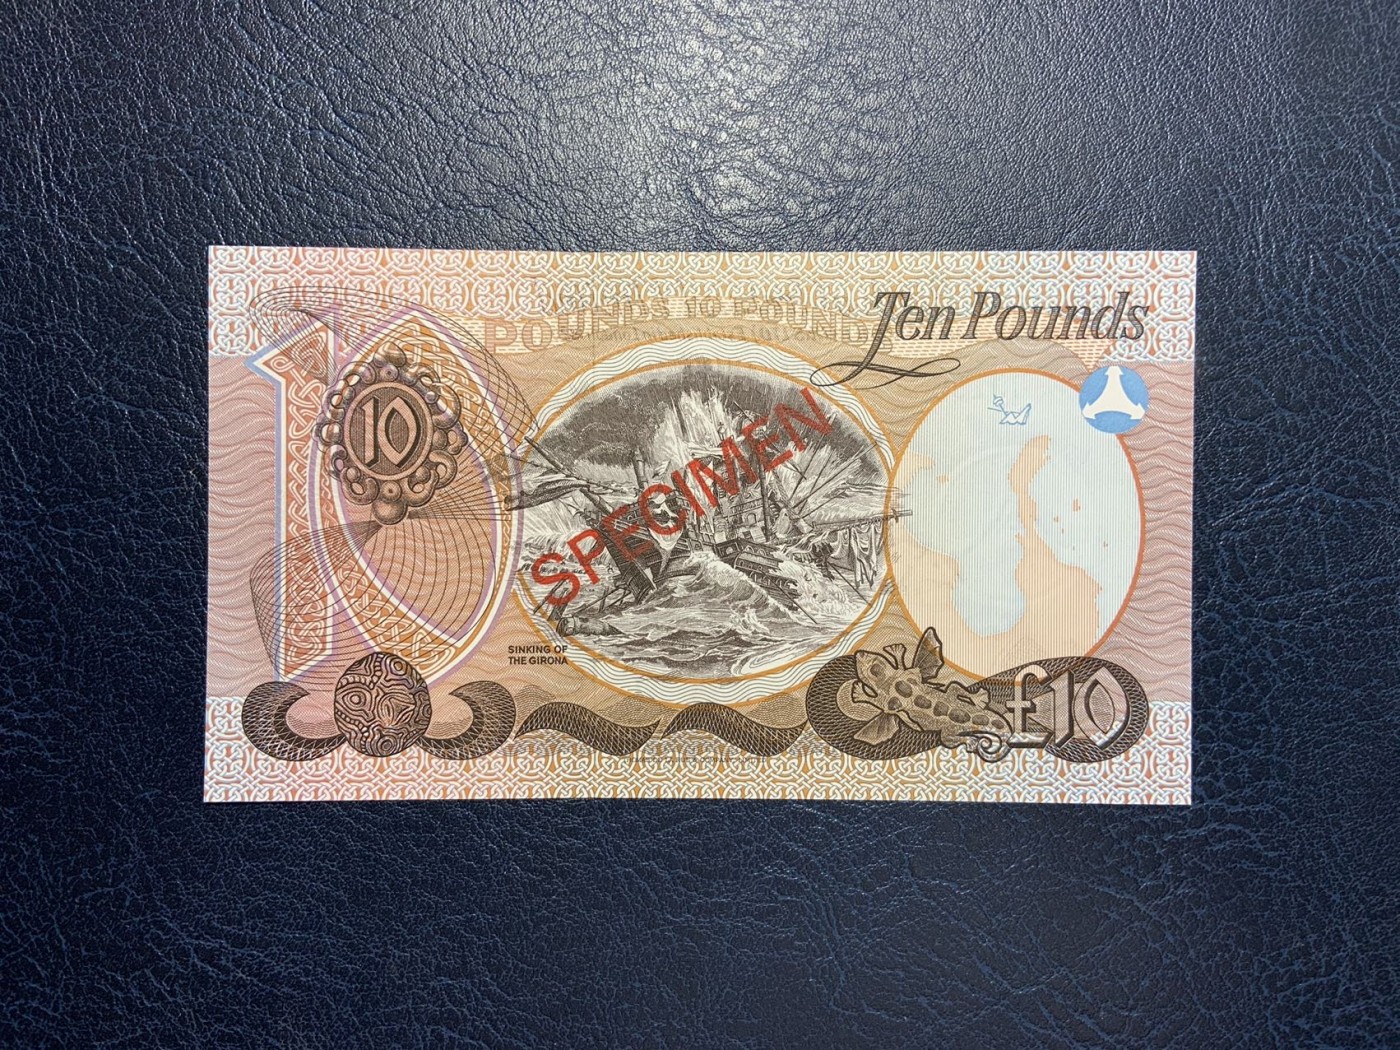 Ten Pounds
POUNDS 10 POUNDS
10
SPECIMEN
SINKING OF
THE GIRONA
£10